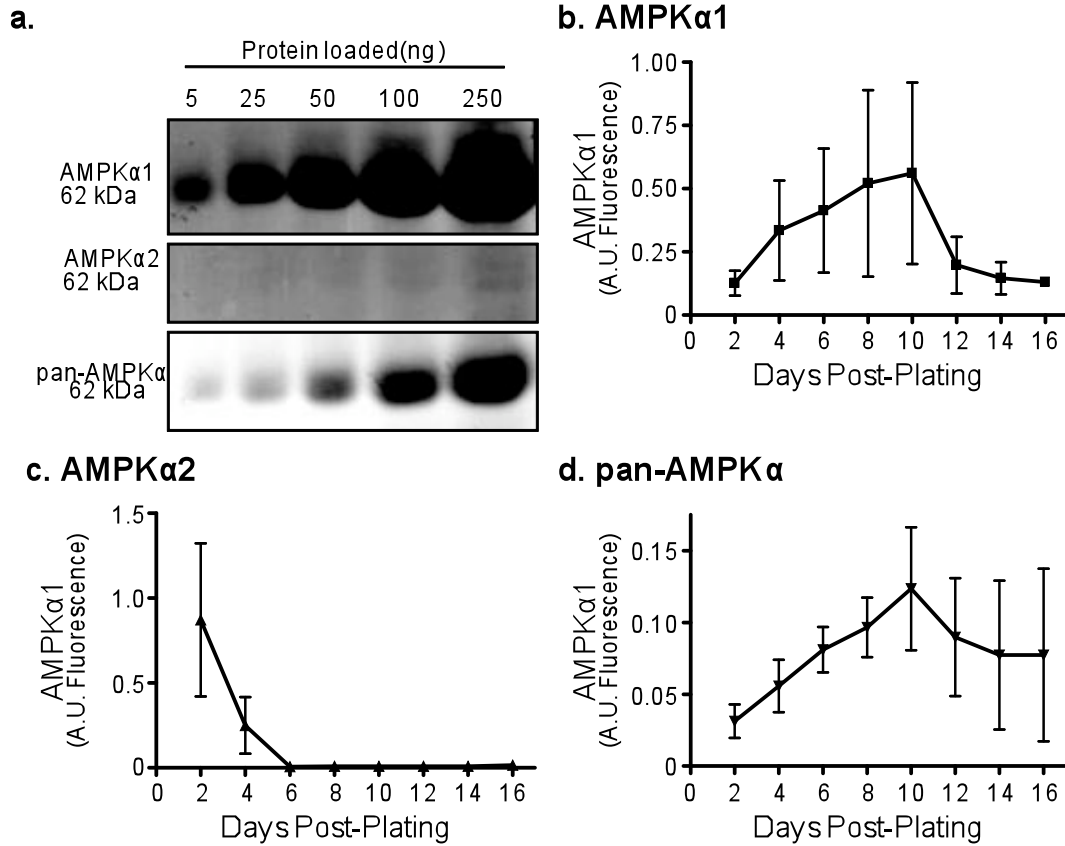 a.
Protein loaded(ng)
5 25 50 100 250
AMPKα1
62 kDa
AMPKα2
62 kDa
pan-AMPKα
62 kDa
b. AMPKα1
AMPKα1
(A.U. Fluorescence)
1.00
0.75
0.50
0.25
0
0 2 4 6 8 10 12 14 16
Days Post-Plating
c. AMPKα2
AMPKα1
(A.U. Fluorescence)
1.5
1.0
0.5
0
0 2 4 6 8 10 12 14 16
Days Post-Plating
d. pan-AMPKα
AMPKα1
(A.U. Fluorescence)
0.15
0.10
0.05
0
0 2 4 6 8 10 12 14 16
Days Post-Plating